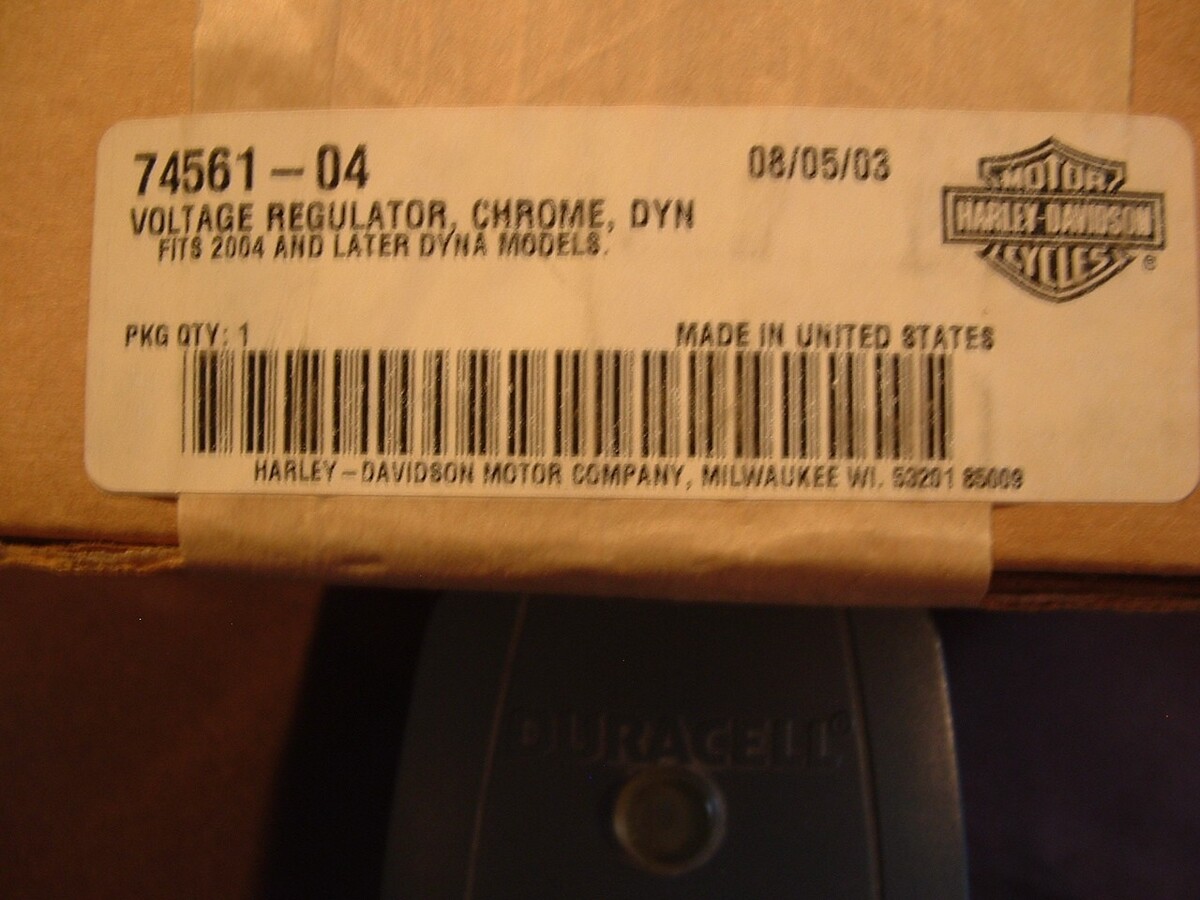 74561-04
08/05/03
VOLTAGE REGULATOR, CHROME, DYN
FITS 2004 AND LATER DYNA MODELS.
MOTOR
HARLEY-DAVIDSON
CYCLES
®
PKG QTY: 1
MADE IN UNITED STATES
HARLEY-DAVIDSON MOTOR COMPANY, MILWAUKEE WI. 53201 85009
DURACELL®